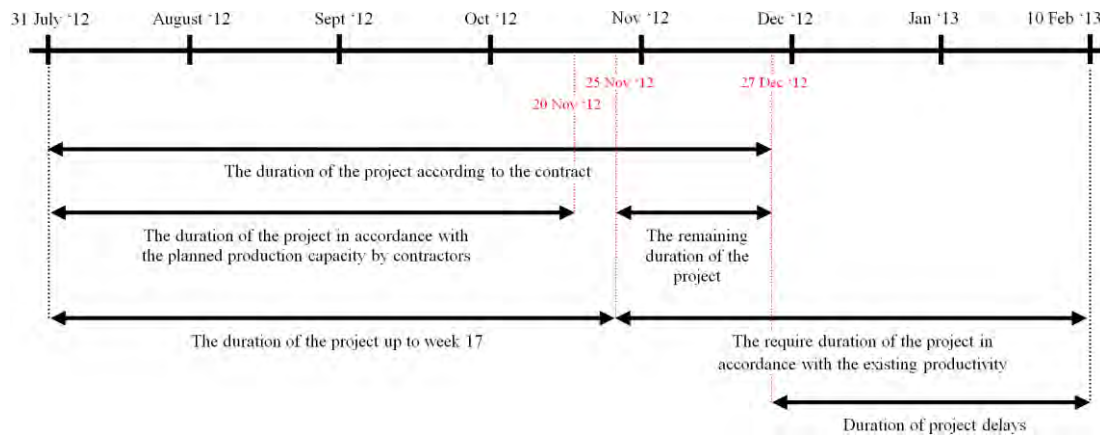 31 July ‘12
August ‘12
Sept ‘12
Oct ‘12
Nov ‘12
Dec ‘12
Jan ‘13
10 Feb ‘13
25 Nov ‘12
27 Dec ‘12
20 Nov ‘12
The duration of the project according to the contract
The duration of the project in accordance with
the planned production capacity by contractors
The remaining
duration of the
project
The duration of the project up to week 17
The require duration of the project in
accordance with the existing productivity
Duration of project delays